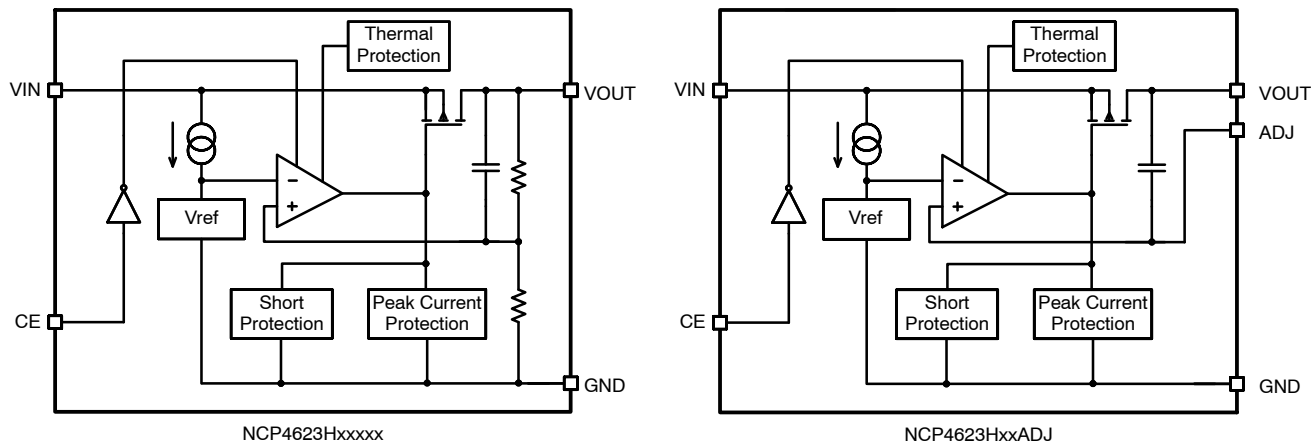 Thermal
Protection
VIN
VOUT
Vref
−
+
Short
Protection
Peak Current
Protection
CE
GND
NCP4623Hxxxxx
Thermal
Protection
VIN
VOUT
ADJ
Vref
−
+
Short
Protection
Peak Current
Protection
CE
GND
NCP4623HxxADJ